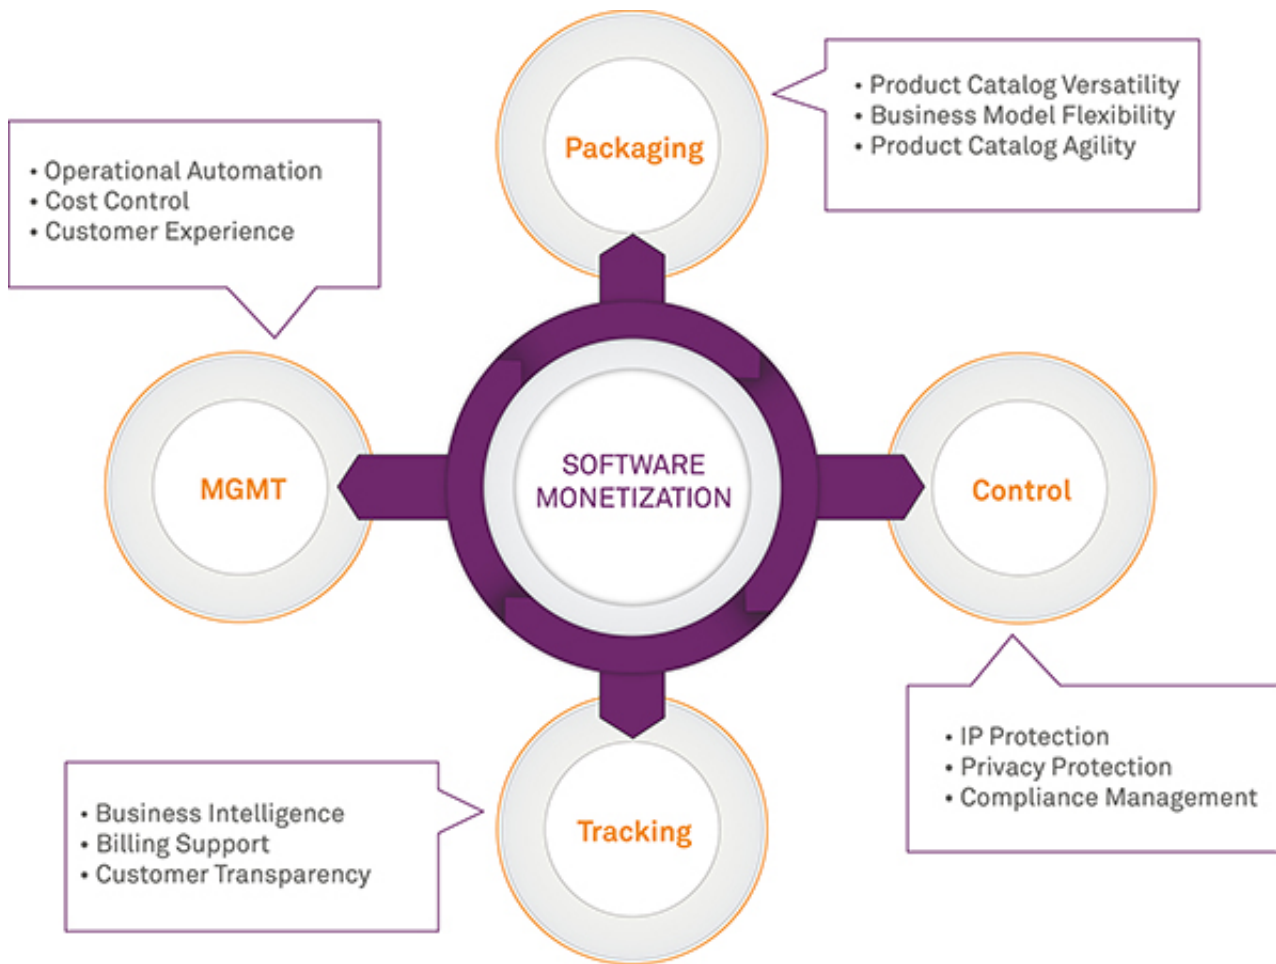 Packaging
• Product Catalog Versatility
• Business Model Flexibility
• Product Catalog Agility
• Operational Automation
• Cost Control
• Customer Experience
MGMT
SOFTWARE
MONETIZATION
Control
• IP Protection
• Privacy Protection
• Compliance Management
Tracking
• Business Intelligence
• Billing Support
• Customer Transparency